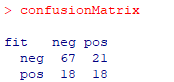 > confusionMatrix
fit neg pos
neg 67 21
pos 18 18